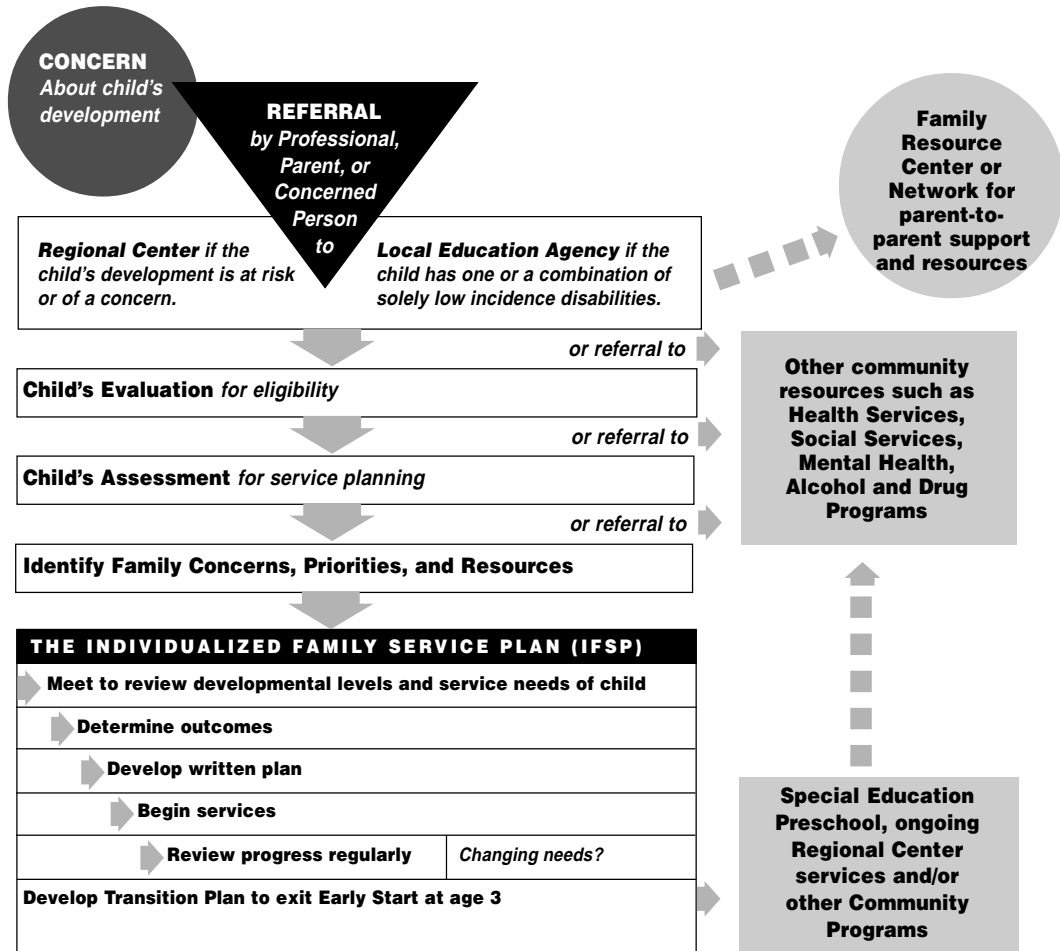 CONCERN
About child's
development
REFERRAL
by Professional,
Parent, or
Concerned
Person
to
Regional Center if the
child's development is at risk
or of a concern.
Local Education Agency if the
child has one or a combination of
solely low incidence disabilities.
Family
Resource
Center or
Network for
parent-to-
parent support
and resources
or referral to
Child's Evaluation for eligibility
or referral to
Child's Assessment for service planning
or referral to
Identify Family Concerns, Priorities, and Resources
Other community
resources such as
Health Services,
Social Services,
Mental Health,
Alcohol and Drug
Programs
THE INDIVIDUALIZED FAMILY SERVICE PLAN (IFSP)
Meet to review developmental levels and service needs of child
Determine outcomes
Develop written plan
Begin services
Review progress regularly
Changing needs?
Develop Transition Plan to exit Early Start at age 3
Special Education
Preschool, ongoing
Regional Center
services and/or
other Community
Programs